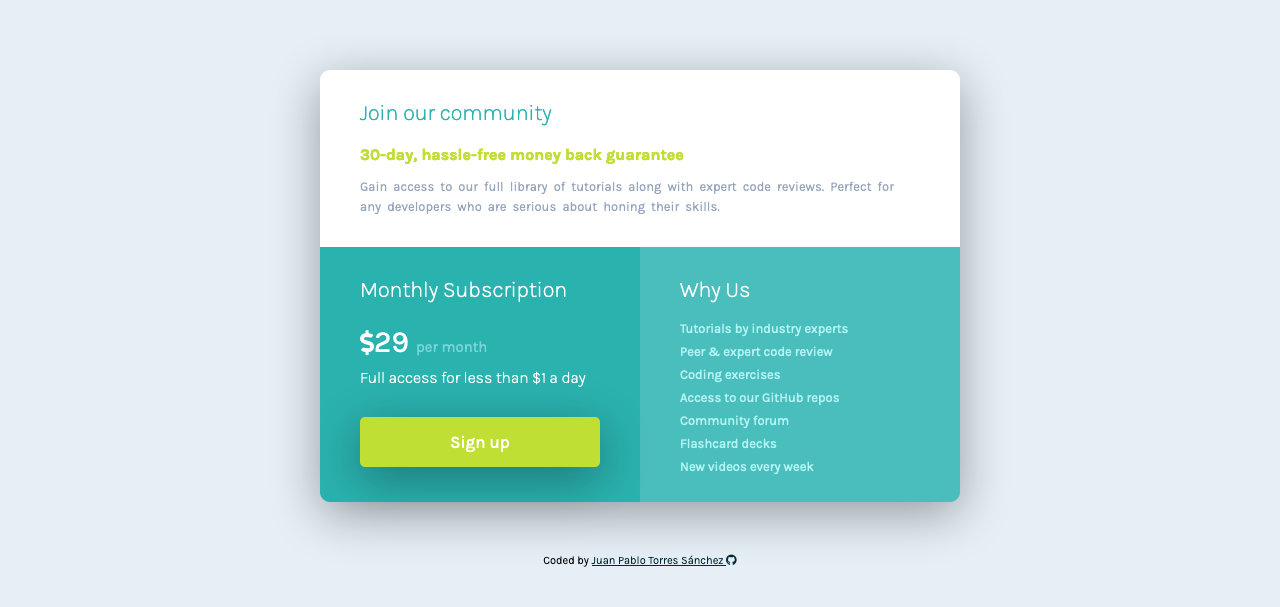 Join our community
30-day, hassle-free money back guarantee
Gain access to our full library of tutorials along with expert code reviews. Perfect for
any developers who are serious about honing their skills.
Monthly Subscription
$29 per month
Full access for less than $1 a day
Sign up
Why Us
Tutorials by industry experts
Peer & expert code review
Coding exercises
Access to our GitHub repos
Community forum
Flashcard decks
New videos every week
Coded by Juan Pablo Torres Sánchez